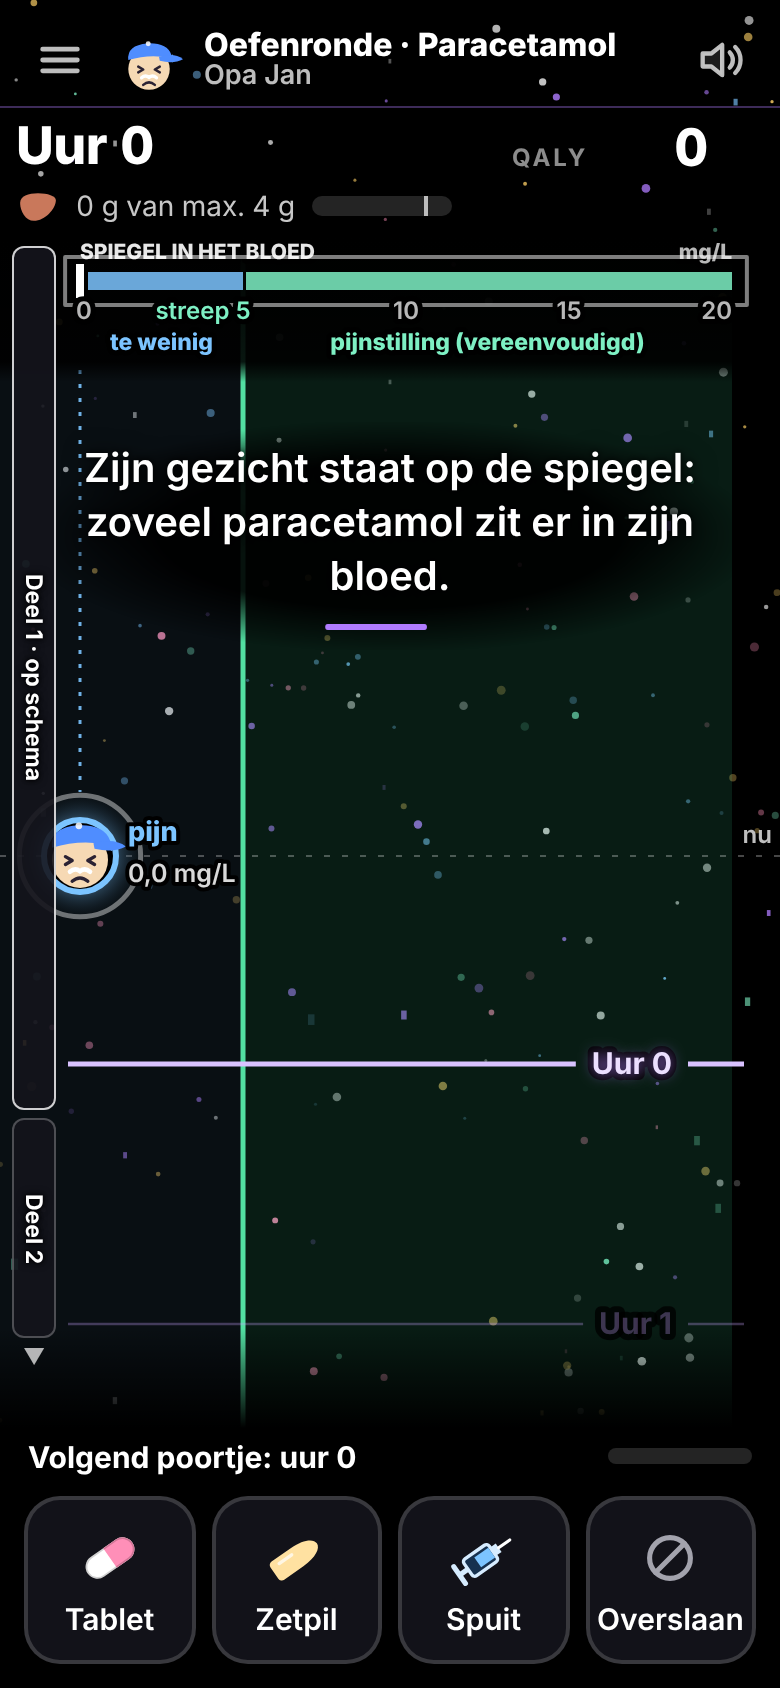 Oefenronde · Paracetamol
Opa Jan
Uur 0
QALY 0
0 g van max. 4 g
SPIEGEL IN HET BLOED mg/L
0 streep 5 10 15 20
te weinig pijnstilling (vereenvoudigd)
Zijn gezicht staat op de spiegel:
zoveel paracetamol zit er in zijn
bloed.
Deel 1 · op schema
pijn
nu
0,0 mg/L
Uur 0
Deel 2
Uur 1
Volgend poortje: uur 0
Tablet Zetpil Spuit Overslaan